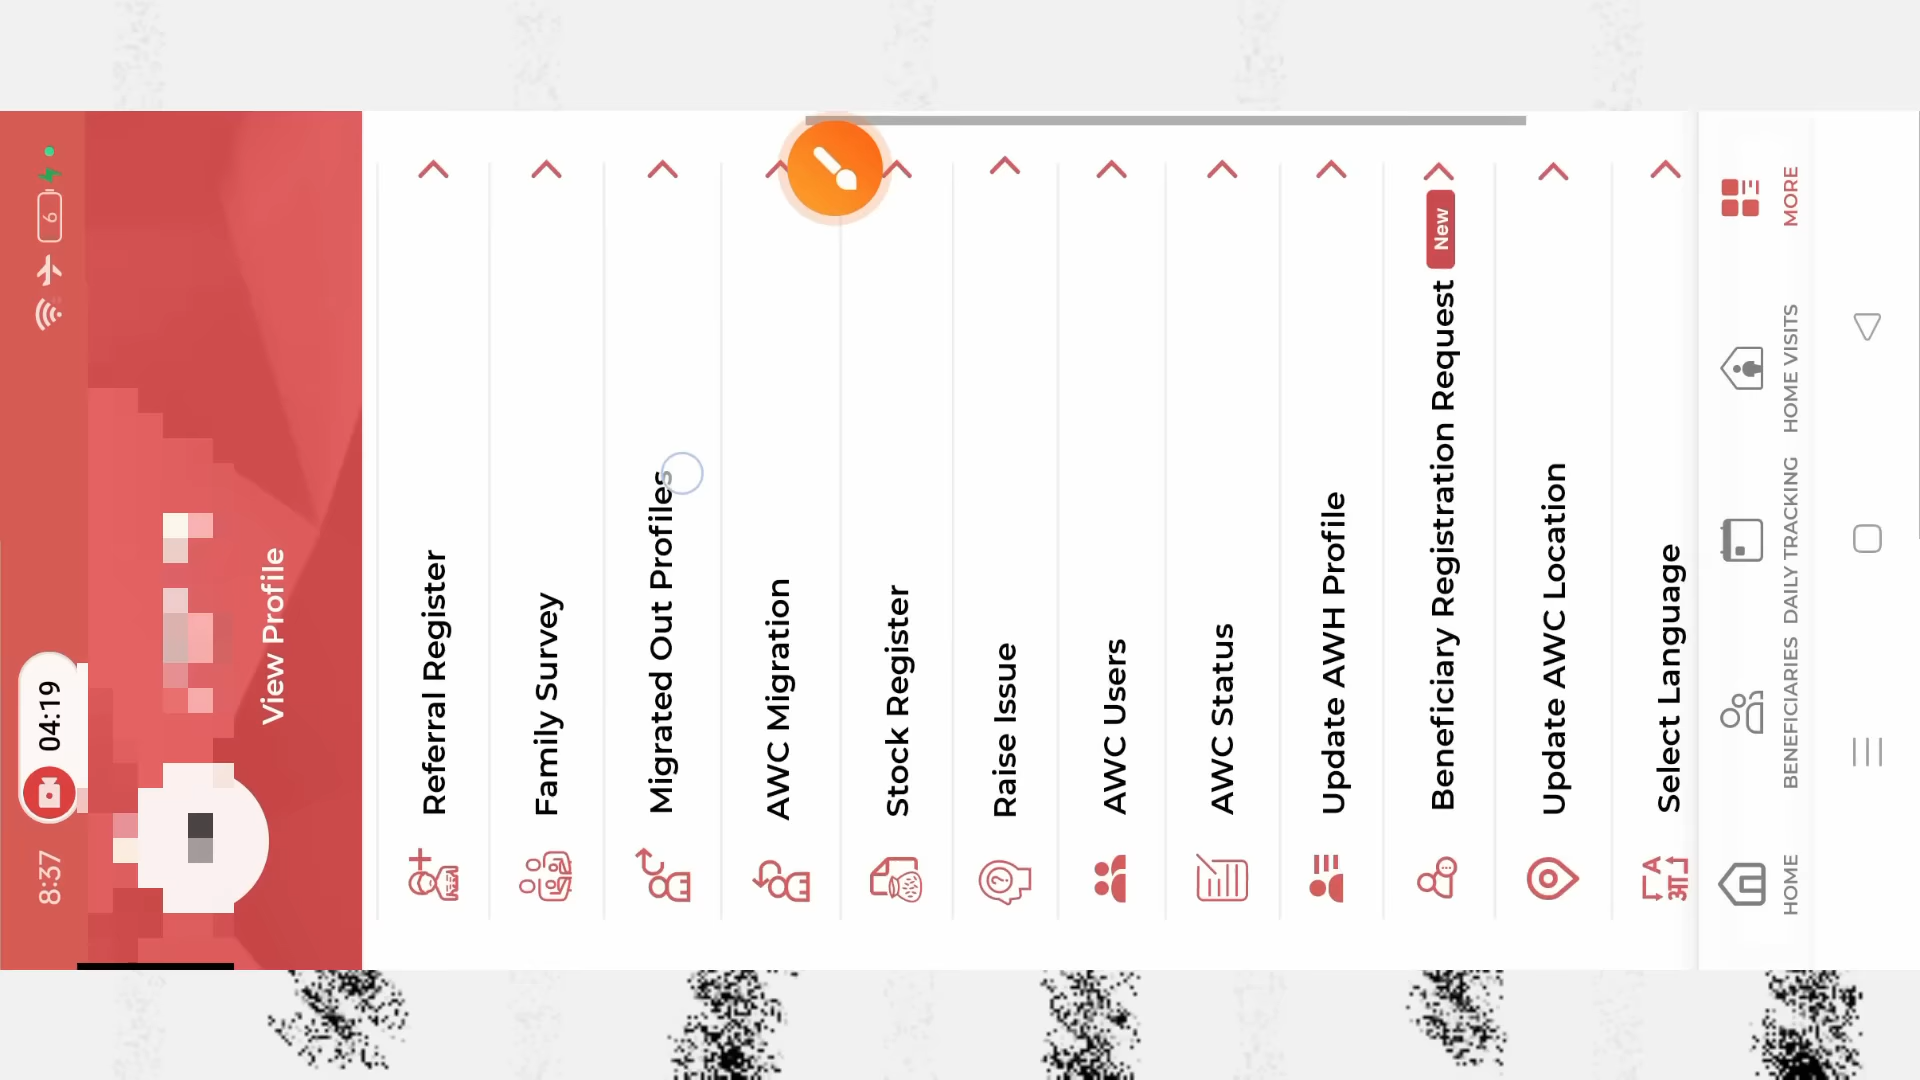 8:37
04:19
6
View Profile
Referral Register
Family Survey
Migrated Out Profiles
AWC Migration
Stock Register
Raise Issue
AWC Users
AWC Status
Update AWH Profile
Beneficiary Registration Request New
Update AWC Location
A अ Select Language
HOME BENEFICIARIES DAILY TRACKING HOME VISITS MORE